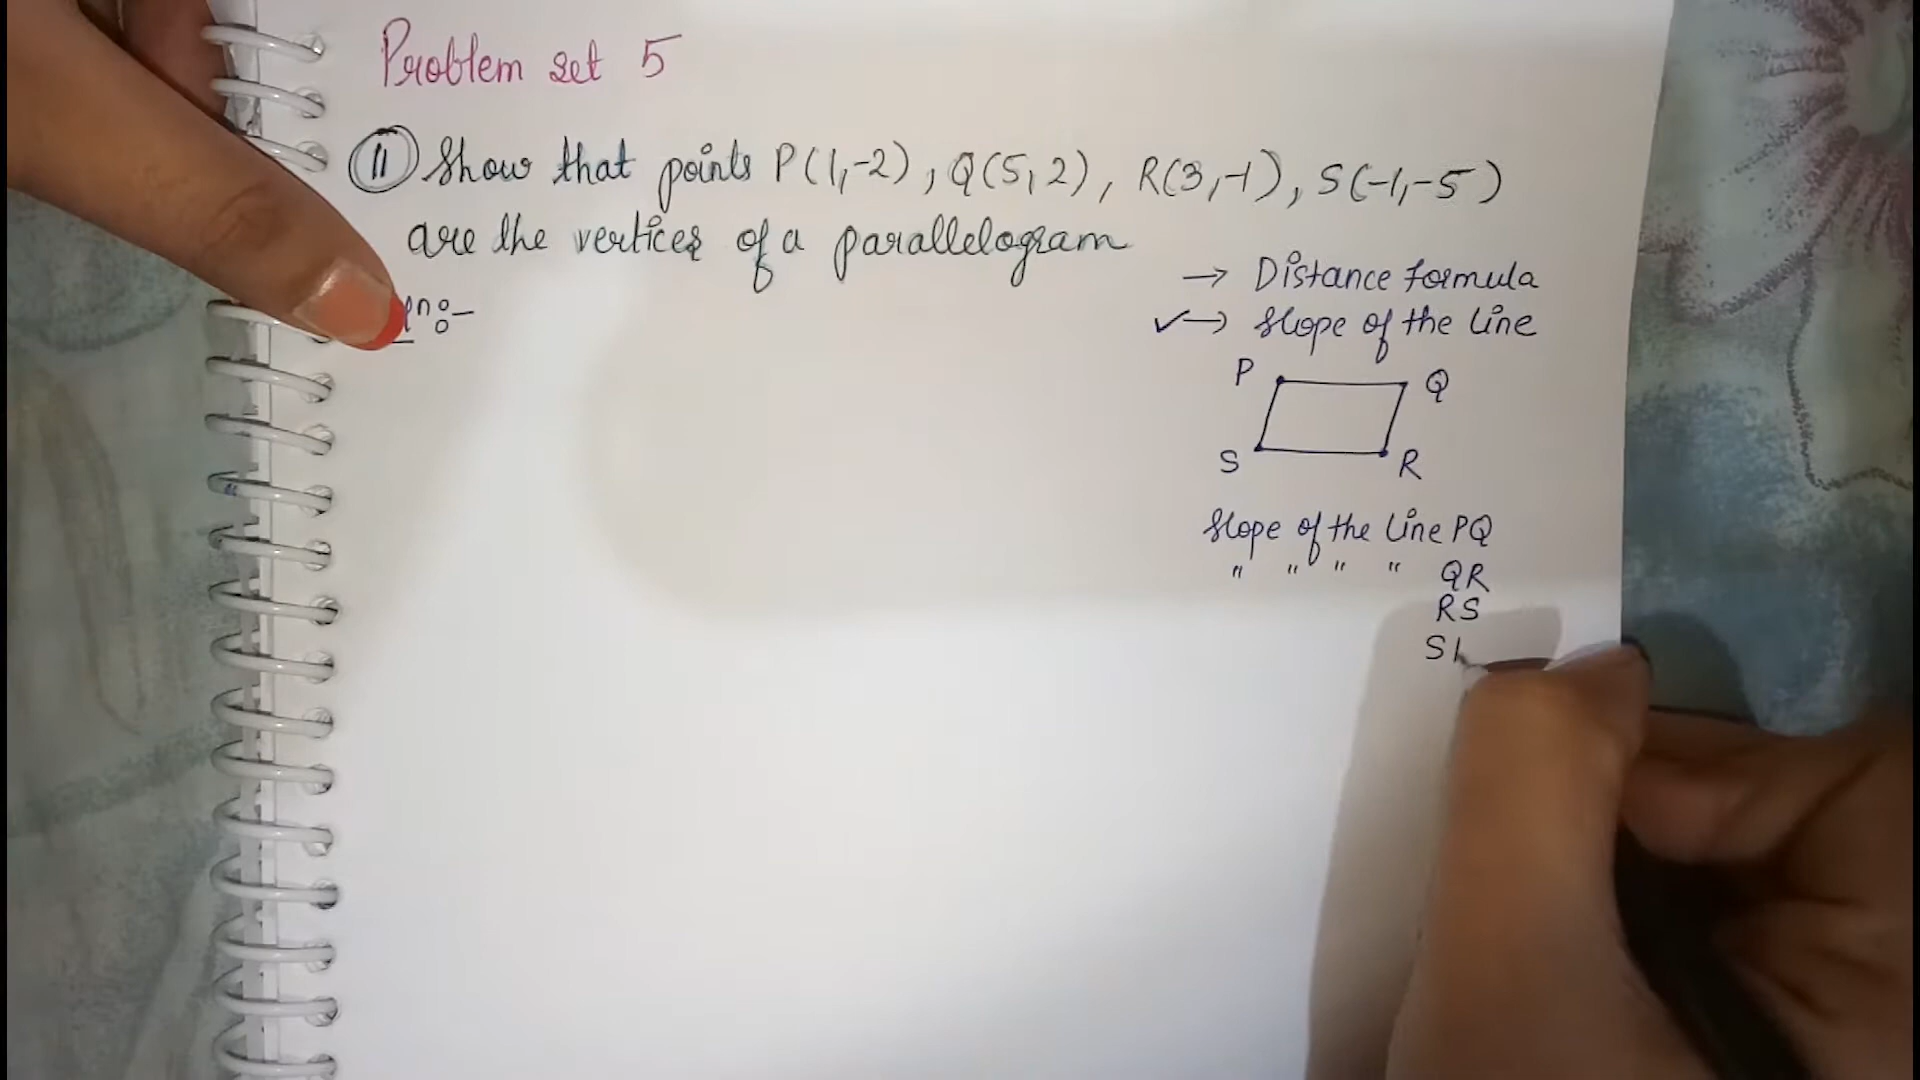 Problem set 5
11 Show that points P(1,-2), Q(5,2), R(3,-1), S(-1,-5)
are the vertices of a parallelogram
→ Distance formula
✓→ Slope of the line
P Q
S R
Slope of the line PQ
" " " " QR
RS
S